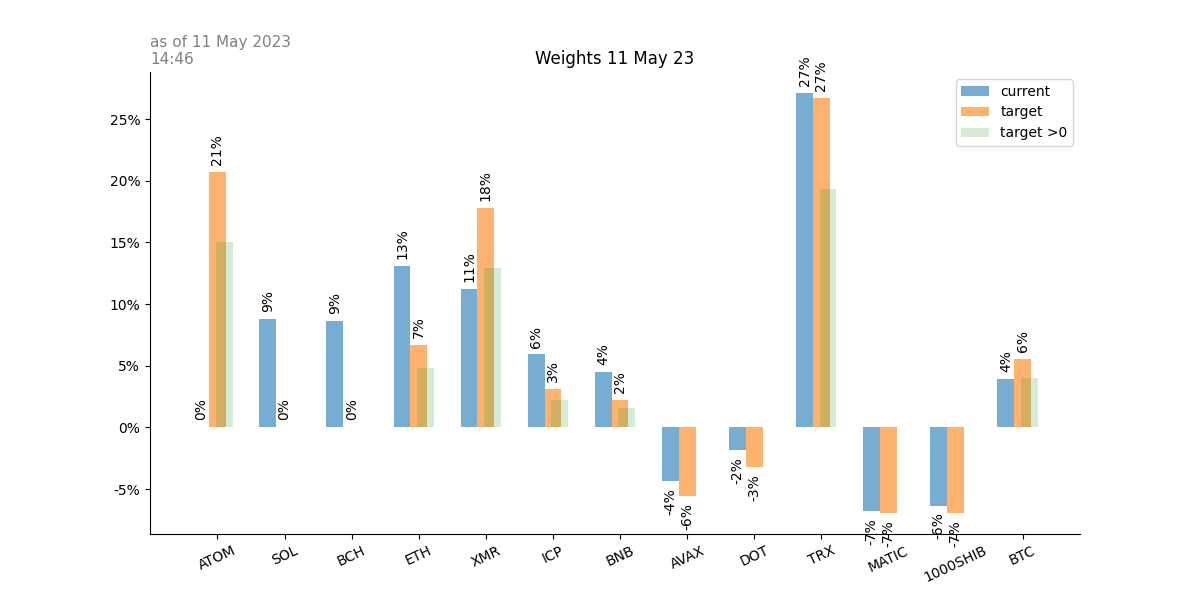 as of 11 May 2023
14:46
Weights 11 May 23
current
target
target >0
25%
20%
15%
10%
5%
0%
-5%
0%
21%
9%
0%
9%
0%
13%
7%
11%
18%
6%
3%
4%
2%
-4%
-6%
-2%
-3%
27%
27%
-7%
-7%
-6%
-7%
4%
6%
ATOM
SOL
BCH
ETH
XMR
ICP
BNB
AVAX
DOT
TRX
MATIC
1000SHIB
BTC